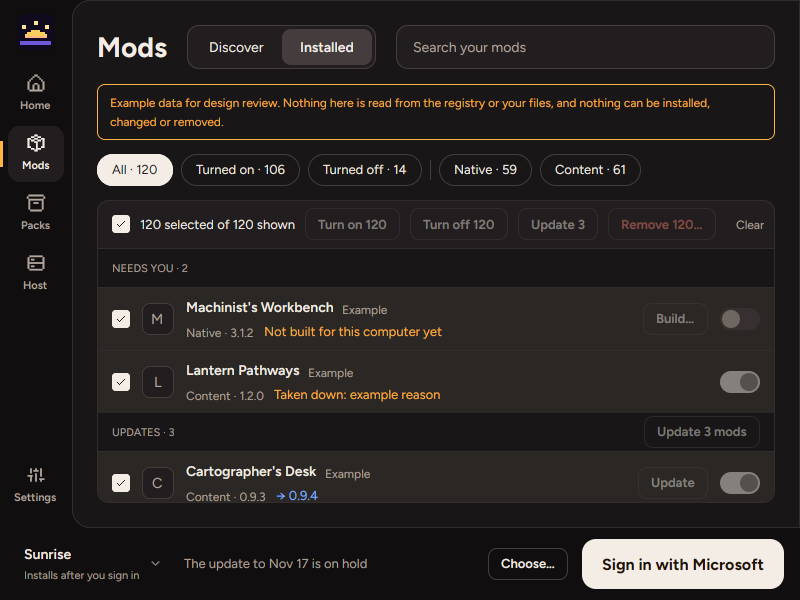 Mods
Discover
Installed
Search your mods
Example data for design review. Nothing here is read from the registry or your files, and nothing can be installed,
changed or removed.
All · 120
Turned on · 106
Turned off · 14
Native · 59
Content · 61
120 selected of 120 shown
Turn on 120
Turn off 120
Update 3
Remove 120...
Clear
NEEDS YOU · 2
M
Machinist's Workbench Example
Native · 3.1.2 Not built for this computer yet
Build...
L
Lantern Pathways Example
Content · 1.2.0 Taken down: example reason
UPDATES · 3
Update 3 mods
C
Cartographer's Desk Example
Content · 0.9.3 → 0.9.4
Update
Home
Mods
Packs
Host
Settings
Sunrise
Installs after you sign in
The update to Nov 17 is on hold
Choose...
Sign in with Microsoft